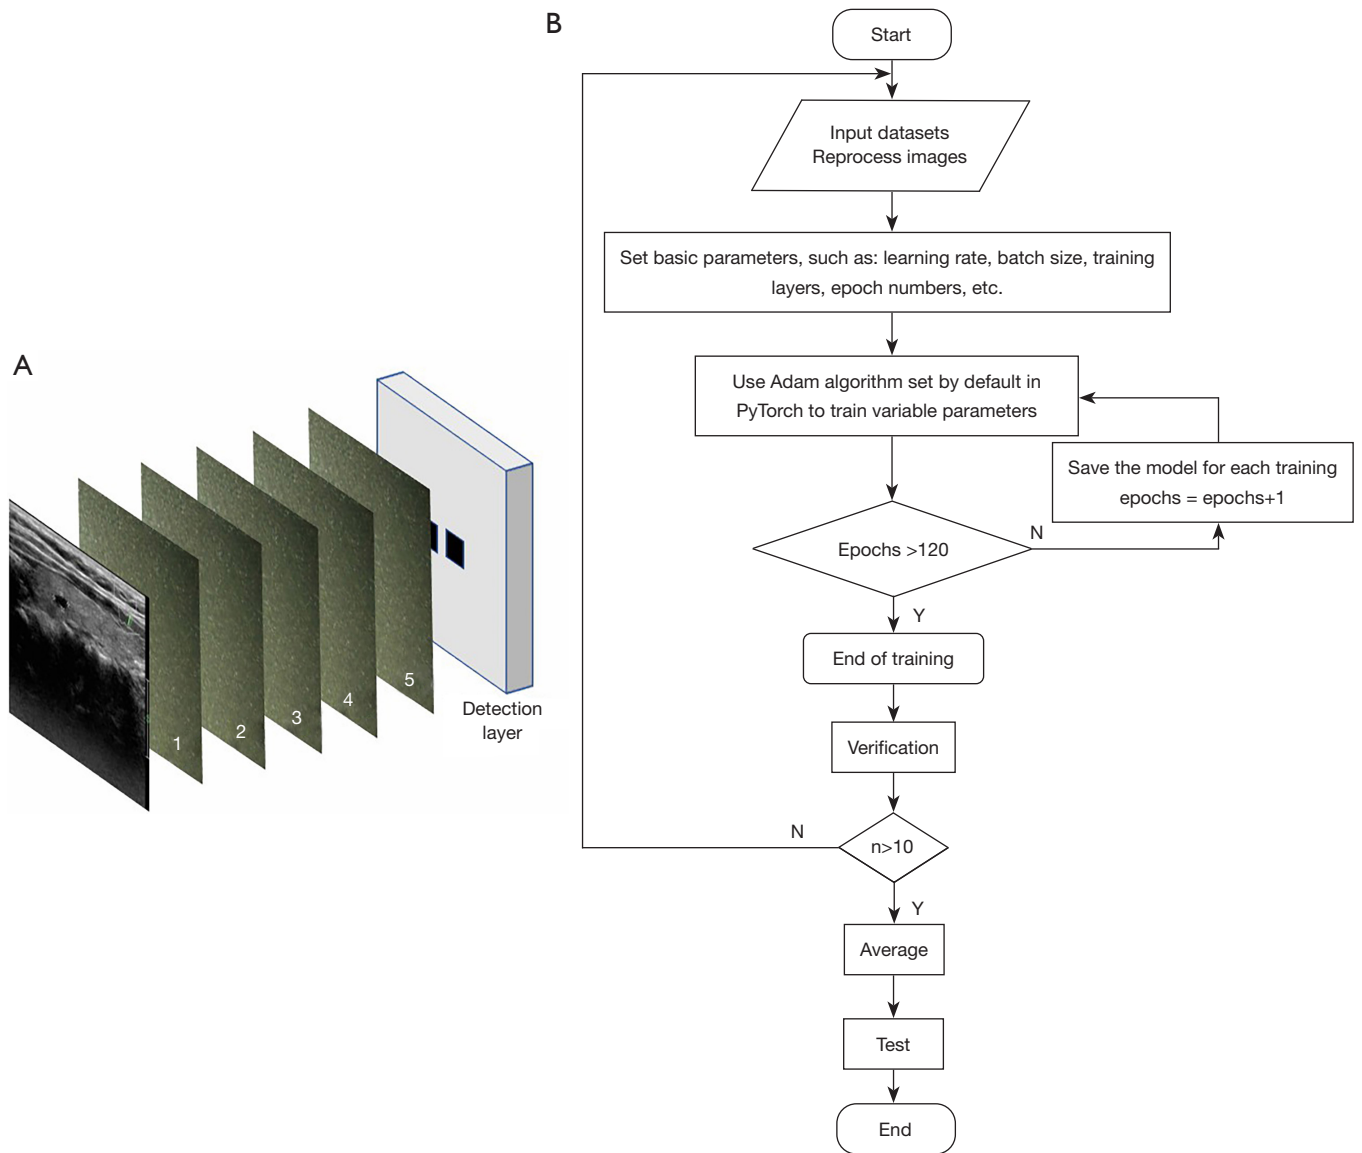 A
1
2
3
4
5
Detection
layer
B
Start
Input datasets
Reprocess images
Set basic parameters, such as: learning rate, batch size, training
layers, epoch numbers, etc.
Use Adam algorithm set by default in
PyTorch to train variable parameters
Save the model for each training
epochs = epochs+1
Epochs >120
N
Y
End of training
Verification
n>10
N
Y
Average
Test
End